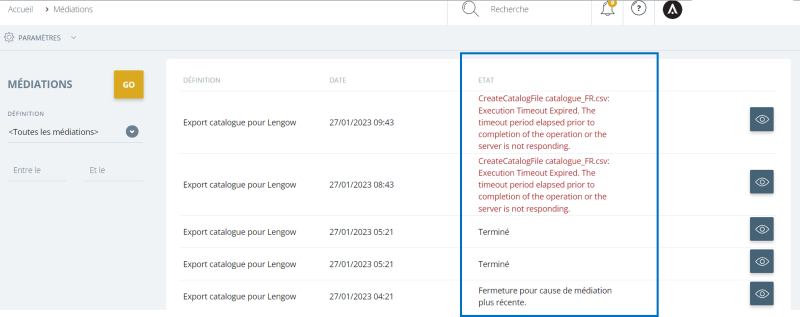 Accueil > Médiations
Recherche
PARAMÈTRES
MÉDIATIONS
GO
DÉFINITION
<Toutes les médiations>
Entre le
Et le
DÉFINITION DATE ETAT
Export catalogue pour Lengow 27/01/2023 09:43
CreateCatalogFile catalogue_FR.csv:
Execution Timeout Expired. The
timeout period elapsed prior to
completion of the operation or the
server is not responding.
Export catalogue pour Lengow 27/01/2023 08:43
CreateCatalogFile catalogue_FR.csv:
Execution Timeout Expired. The
timeout period elapsed prior to
completion of the operation or the
server is not responding.
Export catalogue pour Lengow 27/01/2023 05:21 Terminé
Export catalogue pour Lengow 27/01/2023 05:21 Terminé
Export catalogue pour Lengow 27/01/2023 04:21
Fermeture pour cause de médiation
plus récente.